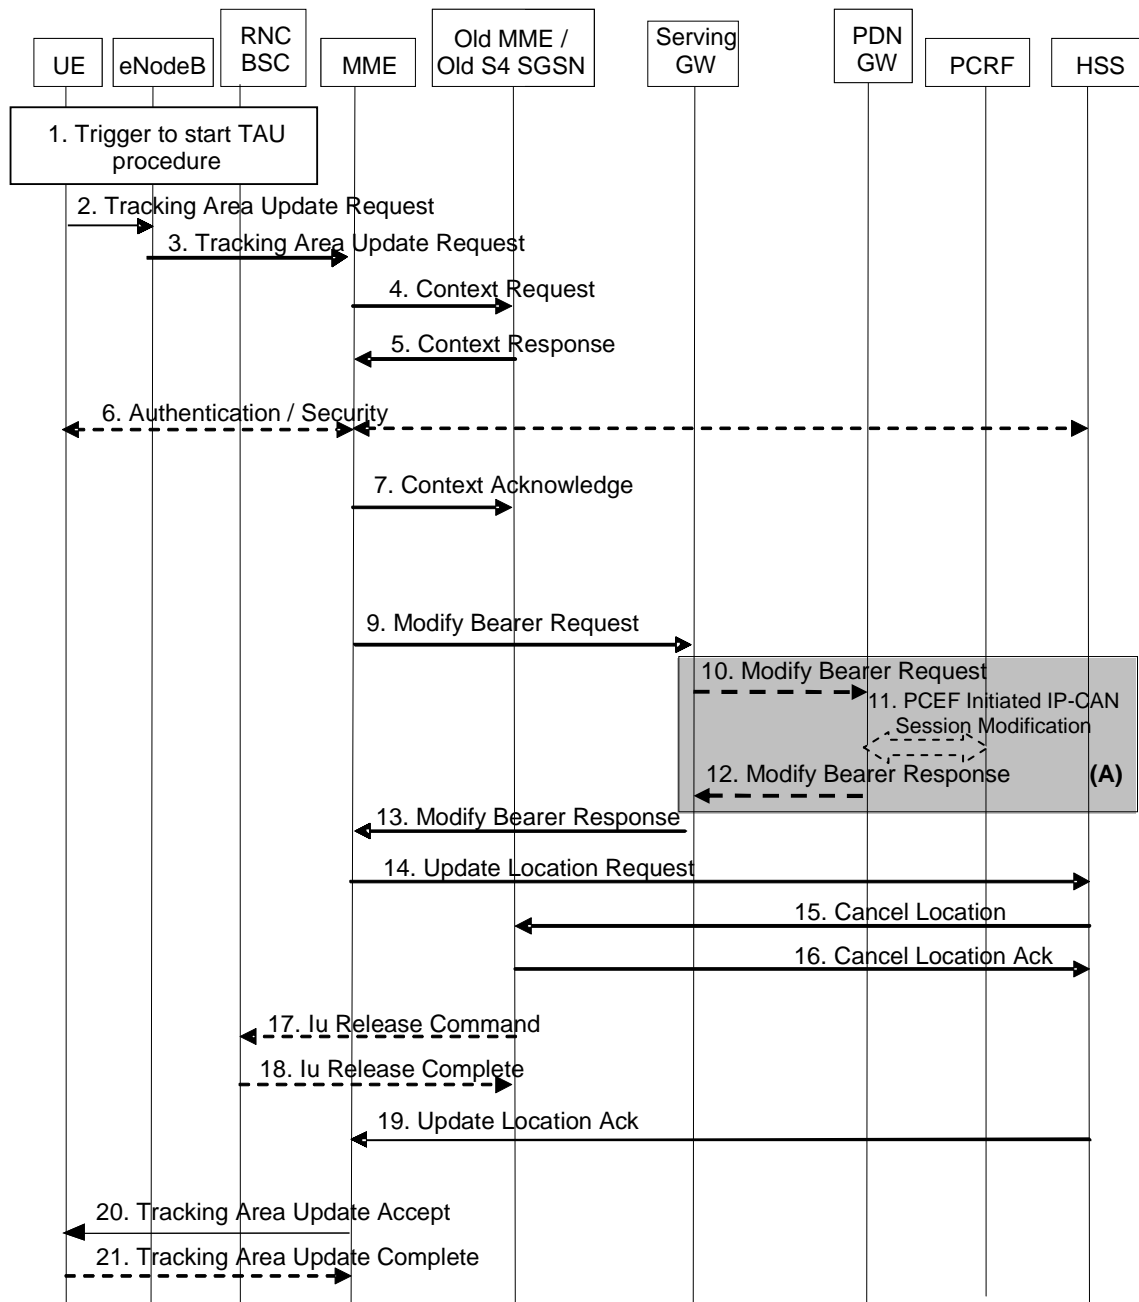 UE
eNodeB
RNC
BSC
MME
Old MME /
Old S4 SGSN
Serving
GW
PDN
GW
PCRF
HSS
1. Trigger to start TAU
procedure
2. Tracking Area Update Request
3. Tracking Area Update Request
4. Context Request
5. Context Response
6. Authentication / Security
7. Context Acknowledge
9. Modify Bearer Request
10. Modify Bearer Request
11. PCEF Initiated IP-CAN
Session Modification
12. Modify Bearer Response
(A)
13. Modify Bearer Response
14. Update Location Request
15. Cancel Location
16. Cancel Location Ack
17. Iu Release Command
18. Iu Release Complete
19. Update Location Ack
20. Tracking Area Update Accept
21. Tracking Area Update Complete